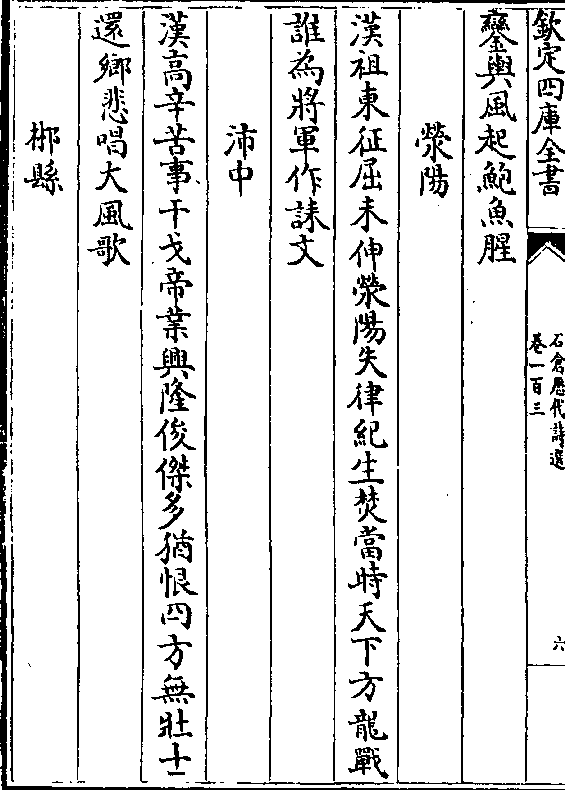 欽定四庫全書
石倉歷代詩選
卷一百三
六
鑾輿風起鮑魚腥
滎陽
漢祖東征屈未伸滎陽失律紀生焚當時天下方龍戰
誰為將軍作誄文
沛中
漢高辛苦事干戈帝業興隆俊傑多猶恨四方無壯士
還鄉悲唱大風歌
郴縣